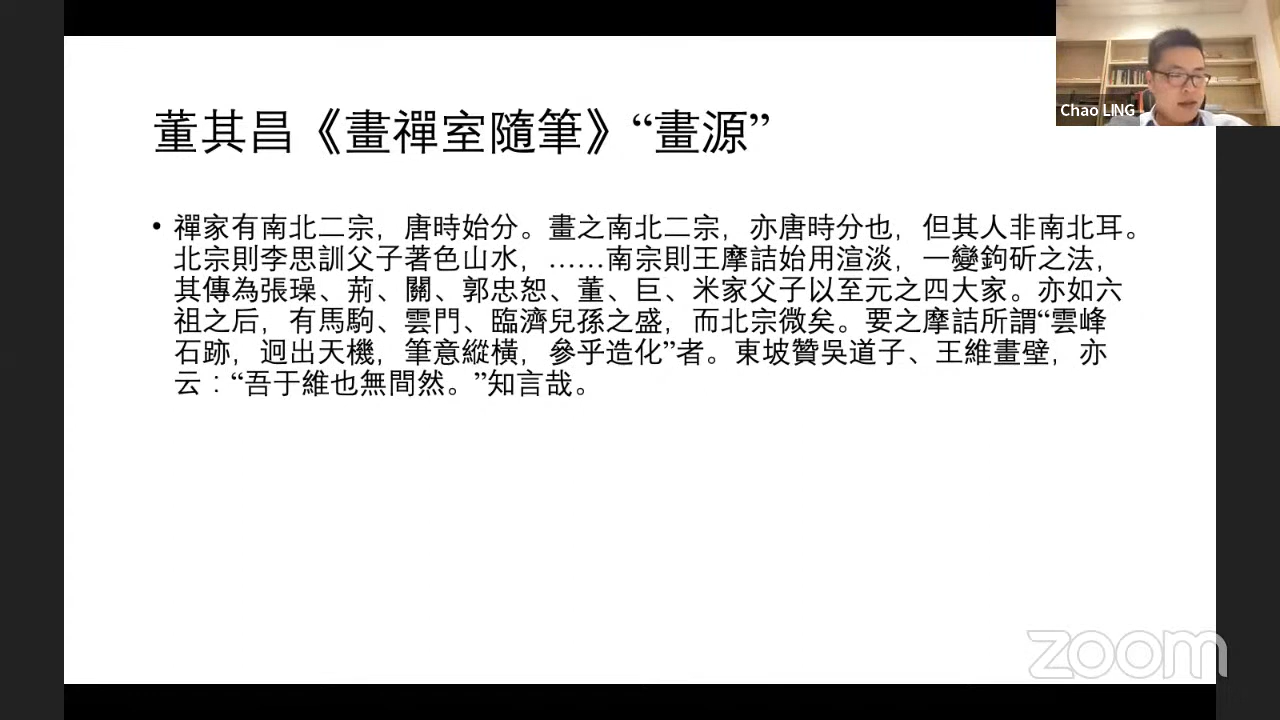 董其昌《畫禪室隨筆》“畫源”
Chao LING
• 禪家有南北二宗，唐時始分。畫之南北二宗，亦唐時分也，但其人非南北耳。
北宗則李思訓父子著色山水，……南宗則王摩詰始用渲淡，一變鉤斫之法，
其傳為張璪、荊、關、郭忠恕、董、巨、米家父子以至元之四大家。亦如六
祖之后，有馬駒、雲門、臨濟兒孫之盛，而北宗微矣。要之摩詰所謂“雲峰
石跡，迥出天機，筆意縱橫，參乎造化”者。東坡贊吳道子、王維畫壁，亦
云：“吾于維也無間然。”知言哉。
zoom